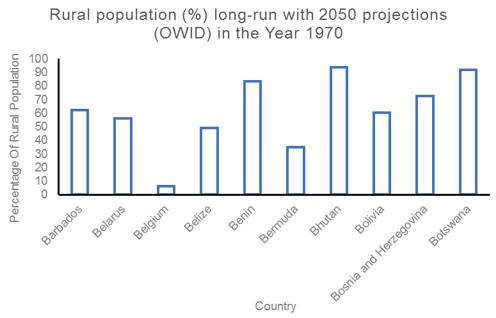 Rural population (%) long-run with 2050 projections
(OWID) in the Year 1970
Percentage Of Rural Population
100
90
80
70
60
50
40
30
20
10
0
Barbados
Belarus
Belgium
Belize
Benin
Bermuda
Bhutan
Bolivia
Bosnia and Herzegovina
Botswana
Country